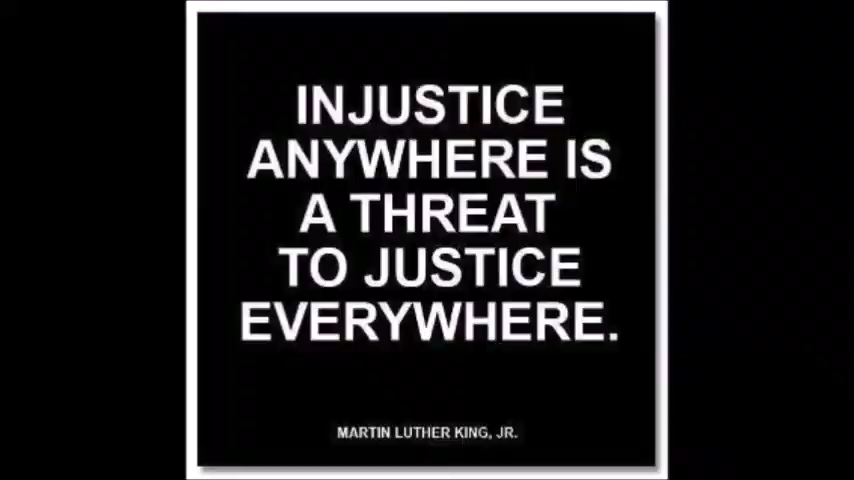 INJUSTICE
ANYWHERE IS
A THREAT
TO JUSTICE
EVERYWHERE.
MARTIN LUTHER KING, JR.